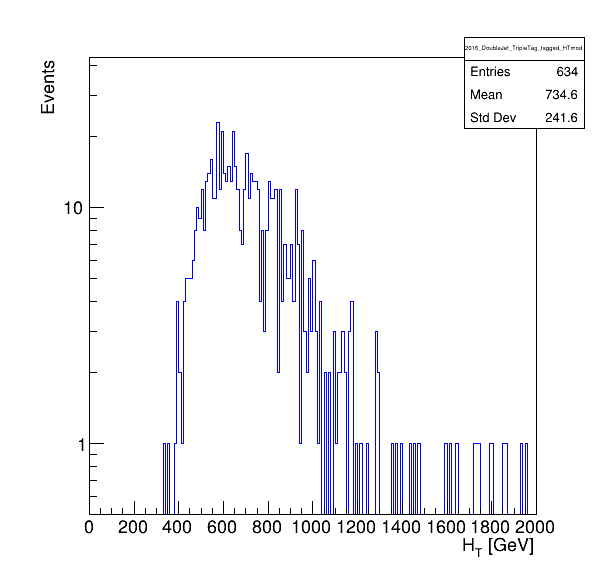 2016_DoubleJet_TripleTag_tagged_HTmod
Entries 634
Mean 734.6
Std Dev 241.6
Events
10
1
0 200 400 600 800 1000 1200 1400 1600 1800 2000
H_T [GeV]